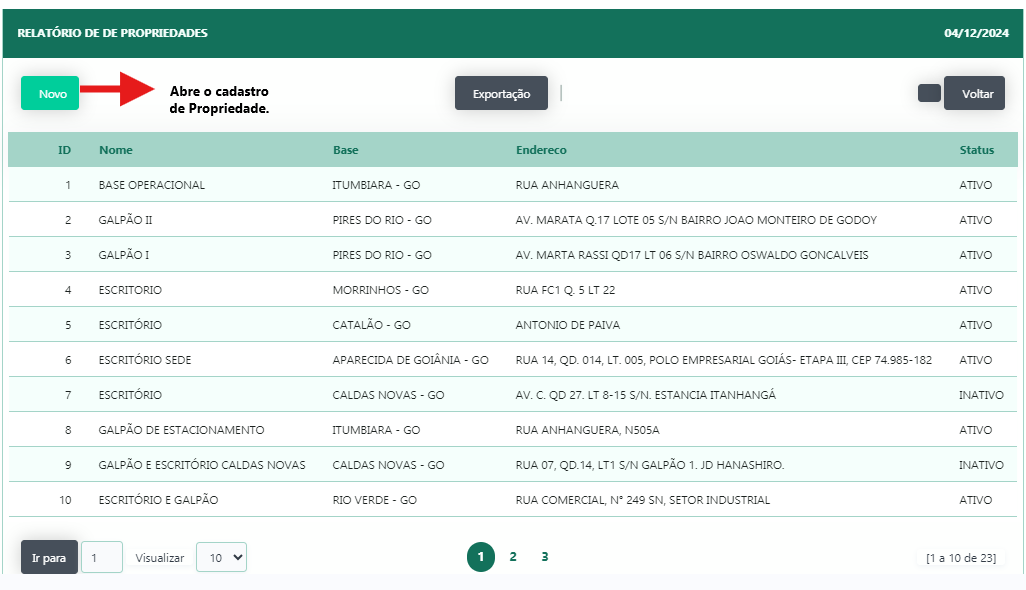 RELATÓRIO DE DE PROPRIEDADES 04/12/2024
Novo Abre o cadastro Exportação | Voltar
de Propriedade.
ID Nome Base Endereco Status
1 BASE OPERACIONAL ITUMBIARA - GO RUA ANHANGUERA ATIVO
2 GALPÃO II PIRES DO RIO - GO AV. MARATA Q.17 LOTE 05 S/N BAIRRO JOAO MONTEIRO DE GODOY ATIVO
3 GALPÃO I PIRES DO RIO - GO AV. MARTA RASSI QD17 LT 06 S/N BAIRRO OSWALDO GONCALVEIS ATIVO
4 ESCRITORIO MORRINHOS - GO RUA FC1 Q. 5 LT 22 ATIVO
5 ESCRITÓRIO CATALÃO - GO ANTONIO DE PAIVA ATIVO
6 ESCRITÓRIO SEDE APARECIDA DE GOIÂNIA - GO RUA 14, QD. 014, LT. 005, POLO EMPRESARIAL GOIÁS- ETAPA III, CEP 74.985-182 ATIVO
7 ESCRITÓRIO CALDAS NOVAS - GO AV. C. QD 27. LT 8-15 S/N. ESTANCIA ITANHANGÁ INATIVO
8 GALPÃO DE ESTACIONAMENTO ITUMBIARA - GO RUA ANHANGUERA, N505A ATIVO
9 GALPÃO E ESCRITÓRIO CALDAS NOVAS CALDAS NOVAS - GO RUA 07, QD.14, LT1 S/N GALPÃO 1. JD HANASHIRO. INATIVO
10 ESCRITÓRIO E GALPÃO RIO VERDE - GO RUA COMERCIAL, N° 249 SN, SETOR INDUSTRIAL ATIVO
Ir para 1 Visualizar 10 1 2 3 [1 a 10 de 23]